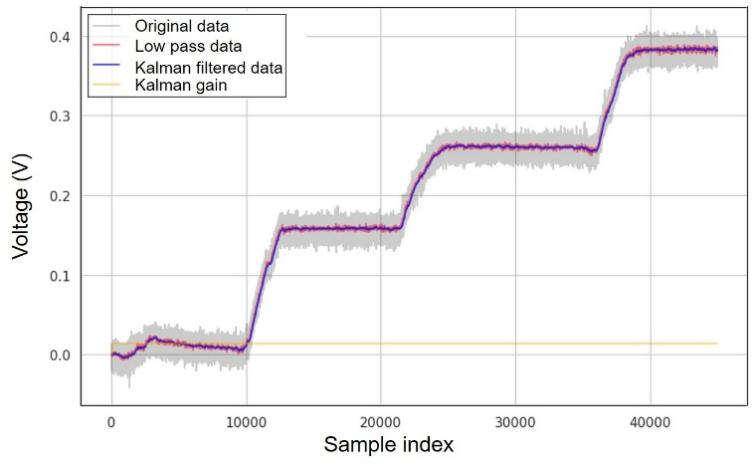 Original data
Low pass data
Kalman filtered data
Kalman gain
0.4
0.3
0.2
0.1
0.0
Voltage (V)
0 10000 20000 30000 40000
Sample index